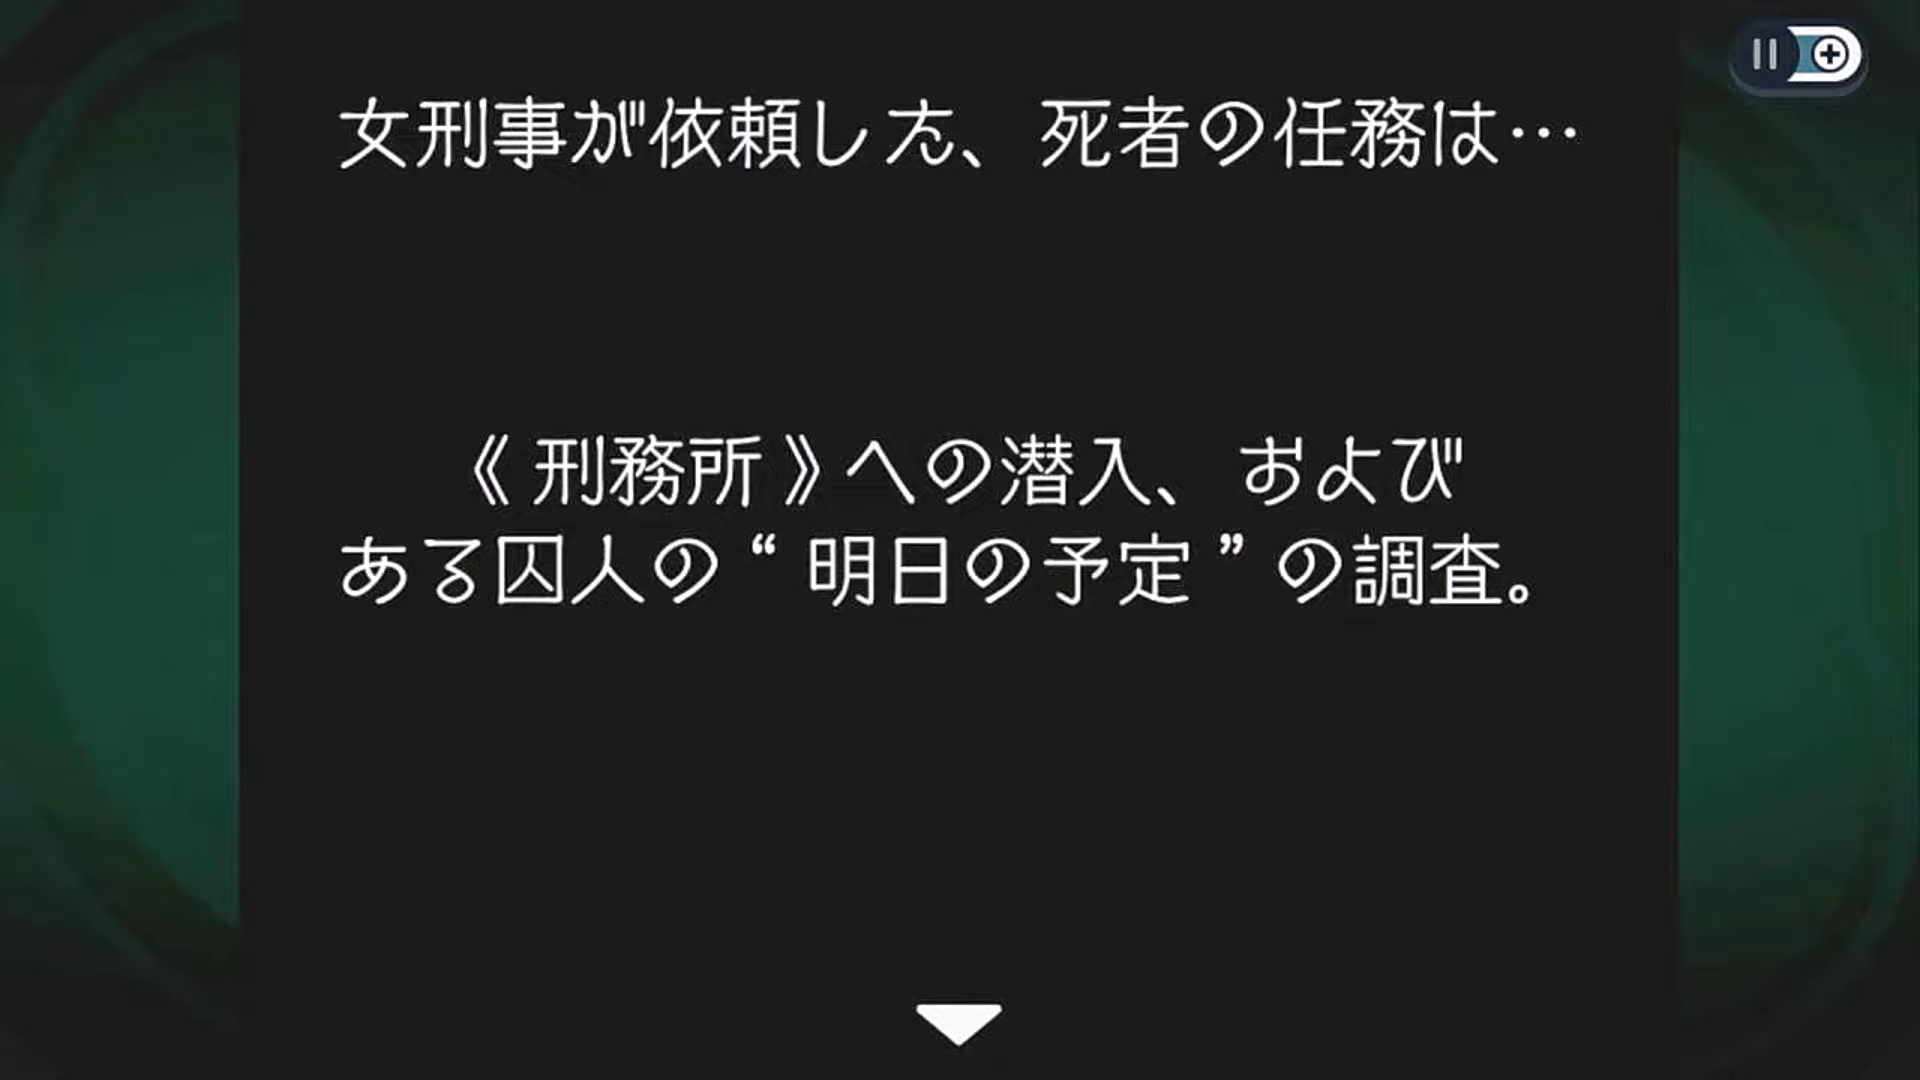 女刑事が依頼した、死者の任務は…
《刑務所》への潜入、および
ある囚人の“明日の予定”の調査。